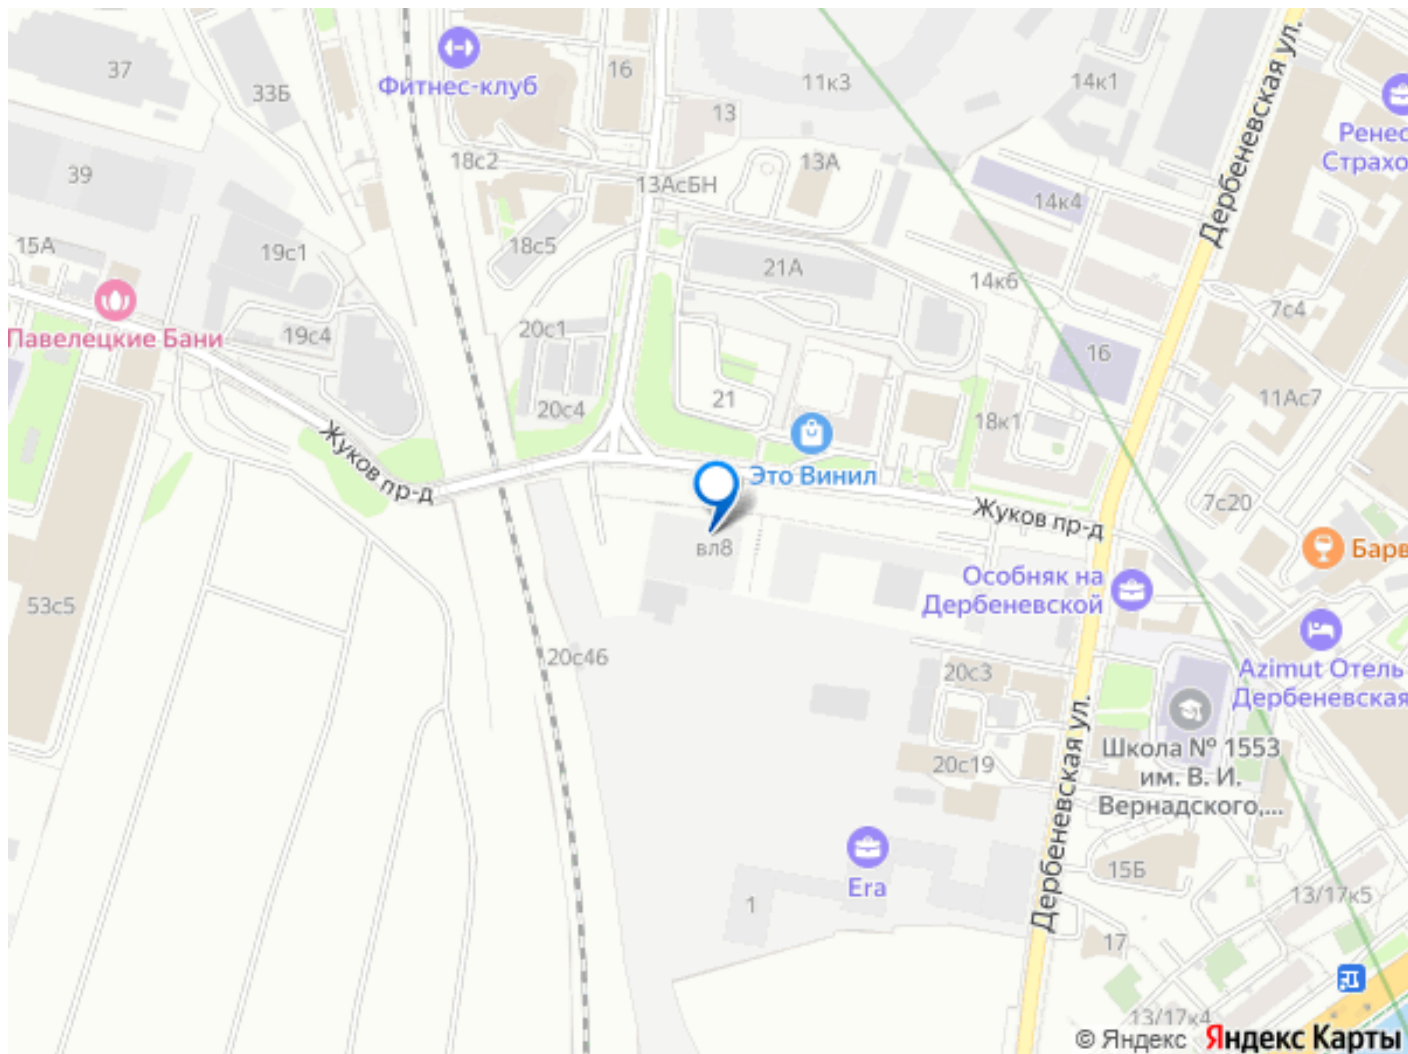 37
33Б
Фитнес-клуб
16
13
11к3
14к1
Дербеневская ул.
Ренес
Страхо
39
18с2
13АсБН
13А
14к4
15А
19с1
18с5
21А
14к6
7с4
Павелецкие Бани
19с4
20с1
16
20с4
21
18к1
11Ас7
Жуков пр-д
Это Винил
Жуков пр-д
7с20
вл8
Барв
Особняк на
Дербеневской
53с5
20с46
20с3
Azimut Отель
Дербеневская
Школа № 1553
им. В. И.
Вернадского,...
20с19
Дербеневская ул.
Era
15Б
1
13/17к5
17
13/17к4
© Яндекс Яндекс Карты